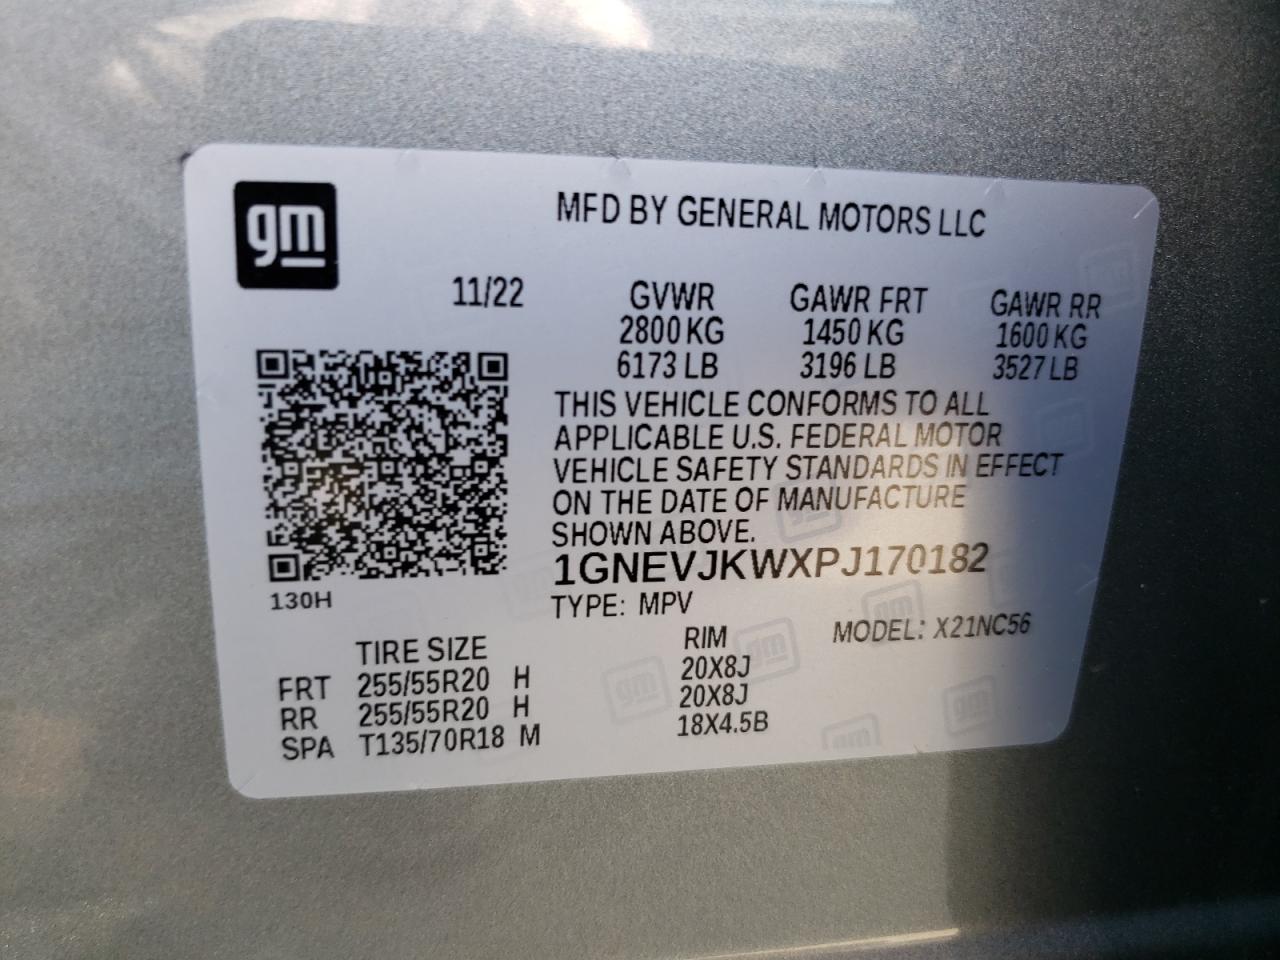 gm
MFD BY GENERAL MOTORS LLC
11/22 GVWR GAWR FRT GAWR RR
2800 KG 1450 KG 1600 KG
6173 LB 3196 LB 3527 LB
THIS VEHICLE CONFORMS TO ALL
APPLICABLE U.S. FEDERAL MOTOR
VEHICLE SAFETY STANDARDS IN EFFECT
ON THE DATE OF MANUFACTURE
SHOWN ABOVE.
1GNEVJKWXPJ170182
130H
TYPE: MPV MODEL: X21NC56
TIRE SIZE RIM
FRT 255/55R20 H 20X8J
RR 255/55R20 H 20X8J
SPA T135/70R18 M 18X4.5B